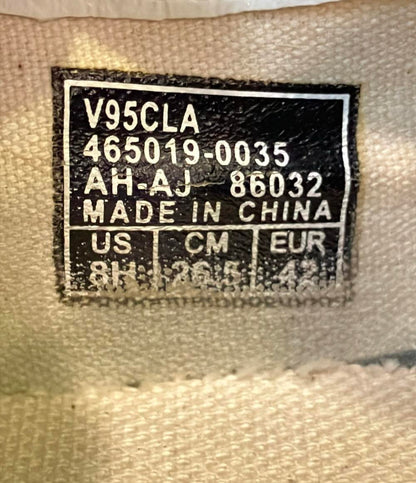 V95CLA
465019-0035
AH-AJ 86032
MADE IN CHINA
US CM EUR
8H 26.5 42